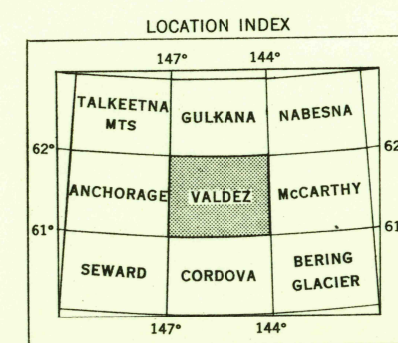 LOCATION INDEX
147° 144°
TALKEETNA MTS GULKANA NABESNA
62° 62
ANCHORAGE VALDEZ McCARTHY
61° 61
SEWARD CORDOVA BERING GLACIER
147° 144°